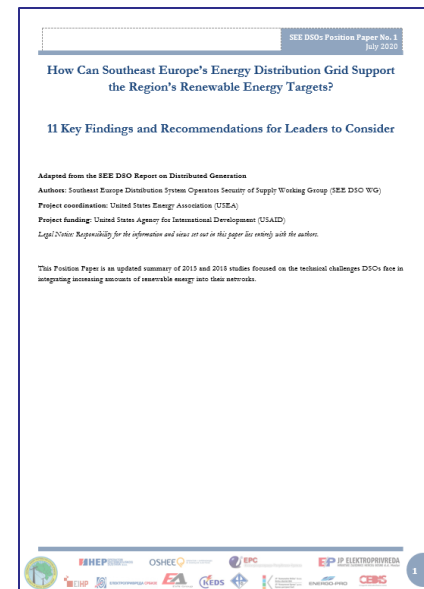 SEE DSOs Position Paper No. 1
July 2020
How Can Southeast Europe's Energy Distribution Grid Support
the Region's Renewable Energy Targets?
11 Key Findings and Recommendations for Leaders to Consider
Adapted from the SEE DSO Report on Distributed Generation
Authors: Southeast Europe Distribution System Operators Security of Supply Working Group (SEE DSO WG)
Project coordination: United States Energy Association (USEA)
Project funding: United States Agency for International Development (USAID)
Legal Notice: Responsibility for the information and views set out in this paper lies entirely with the authors.
This Position Paper is an updated summary of 2013 and 2018 studies focused on the technical challenges DSOs face in
integrating increasing amounts of renewable energy into their networks.
HEP OSHEE EPC EP JP ELEKTROPRIVREDA
EIHP EA KEDS K ENERGO-PRO CEDIS
1